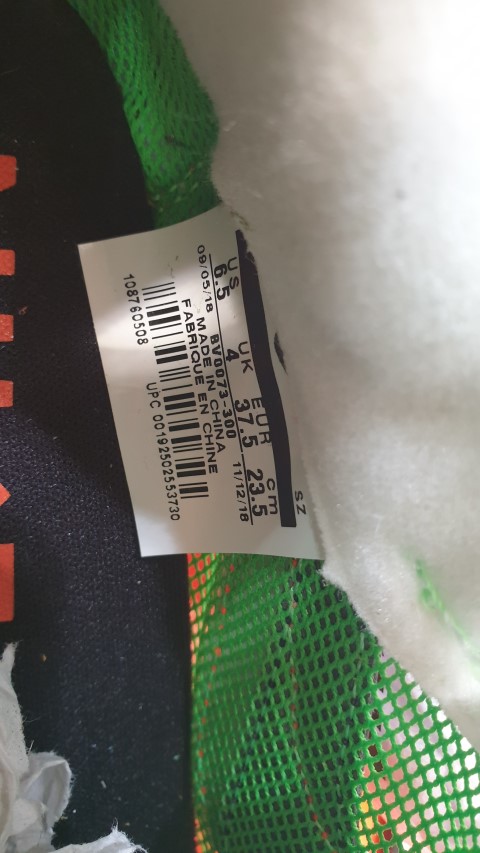 SZ
US UK EUR cm
6.5 4 37.5 23.5
09/05/18 BV0073-300 11/12/18
MADE IN CHINA
FABRIQUE EN CHINE
UPC 00192502553730
108760508